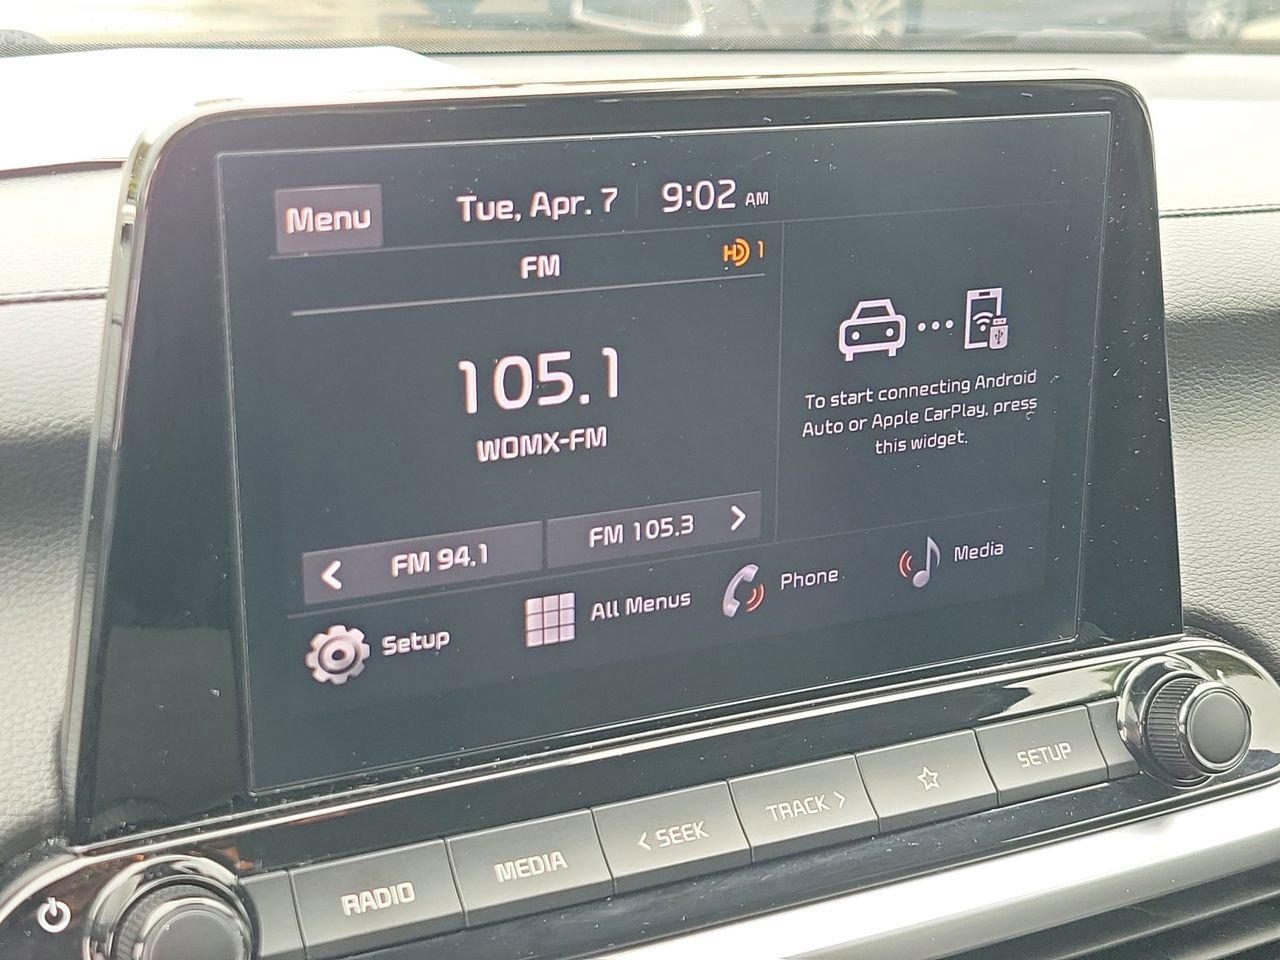 Menu
Tue, Apr. 7
9:02 AM
FM
HD 1
105.1
WOMX-FM
FM 94.1
FM 105.3
To start connecting Android
Auto or Apple CarPlay, press
this widget.
Setup
All Menus
Phone
Media
RADIO
MEDIA
< SEEK
TRACK >
SETUP